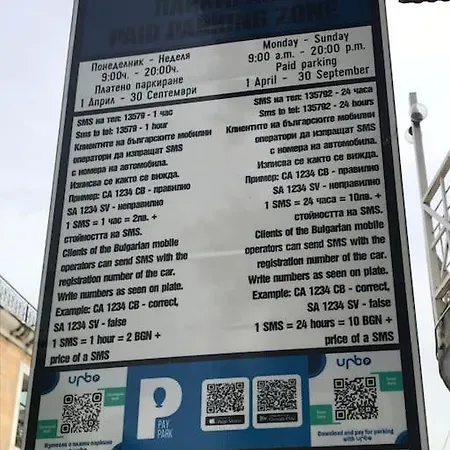 PAID PARKING ZONE
Понеделник - Неделя
9:00ч. - 20:00ч.
Платено паркиране
1 Април - 30 Септември
Monday - Sunday
9:00 a.m. - 20:00 p.m.
Paid parking
1 April - 30 September
SMS на тел: 13579 - 1 час
Sms to tel: 13579 - 1 hour
Клиентите на българските мобилни
оператори да изпращат SMS
с номера на автомобила.
Изписва се както се вижда.
Пример: CA 1234 CB - правилно
SA 1234 SV - неправилно
1 SMS = 1 час = 2лв. +
стойността на SMS.
Clients of the Bulgarian mobile
operators can send SMS with the
registration number of the car.
Write numbers as seen on plate.
Example: CA 1234 CB - correct,
SA 1234 SV - false
1 SMS = 1 hour = 2 BGN +
price of a SMS
SMS на тел: 135792 - 24 часа
Sms to tel: 135792 - 24 hours
Клиентите на българските мобилни
оператори да изпращат SMS
с номера на автомобила.
Изписва се както се вижда.
Пример: CA 1234 CB - правилно
SA 1234 SV - неправилно
1 SMS = 24 часа = 10лв +
стойността на SMS.
Clients of the Bulgarian mobile
operators can send SMS with the
registration number of the car.
Write numbers as seen on plate.
Example: CA 1234 CB - correct,
SA 1234 SV - false
1 SMS = 24 hours = 10 BGN +
price of a SMS
urbo
P
PAY
PARK
App Store
Google Play
urbo
Download and pay for parking
with urbo